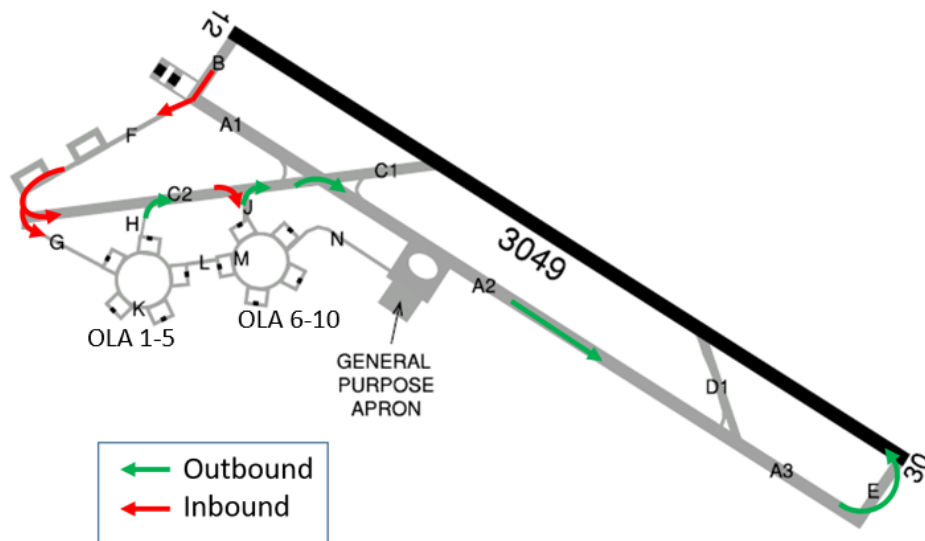 12
B
A1
F
C1
C2
H
J
G
N
L
M
K
3049
A2
OLA 1-5
OLA 6-10
GENERAL
PURPOSE
APRON
D1
A3
E
30
Outbound
Inbound